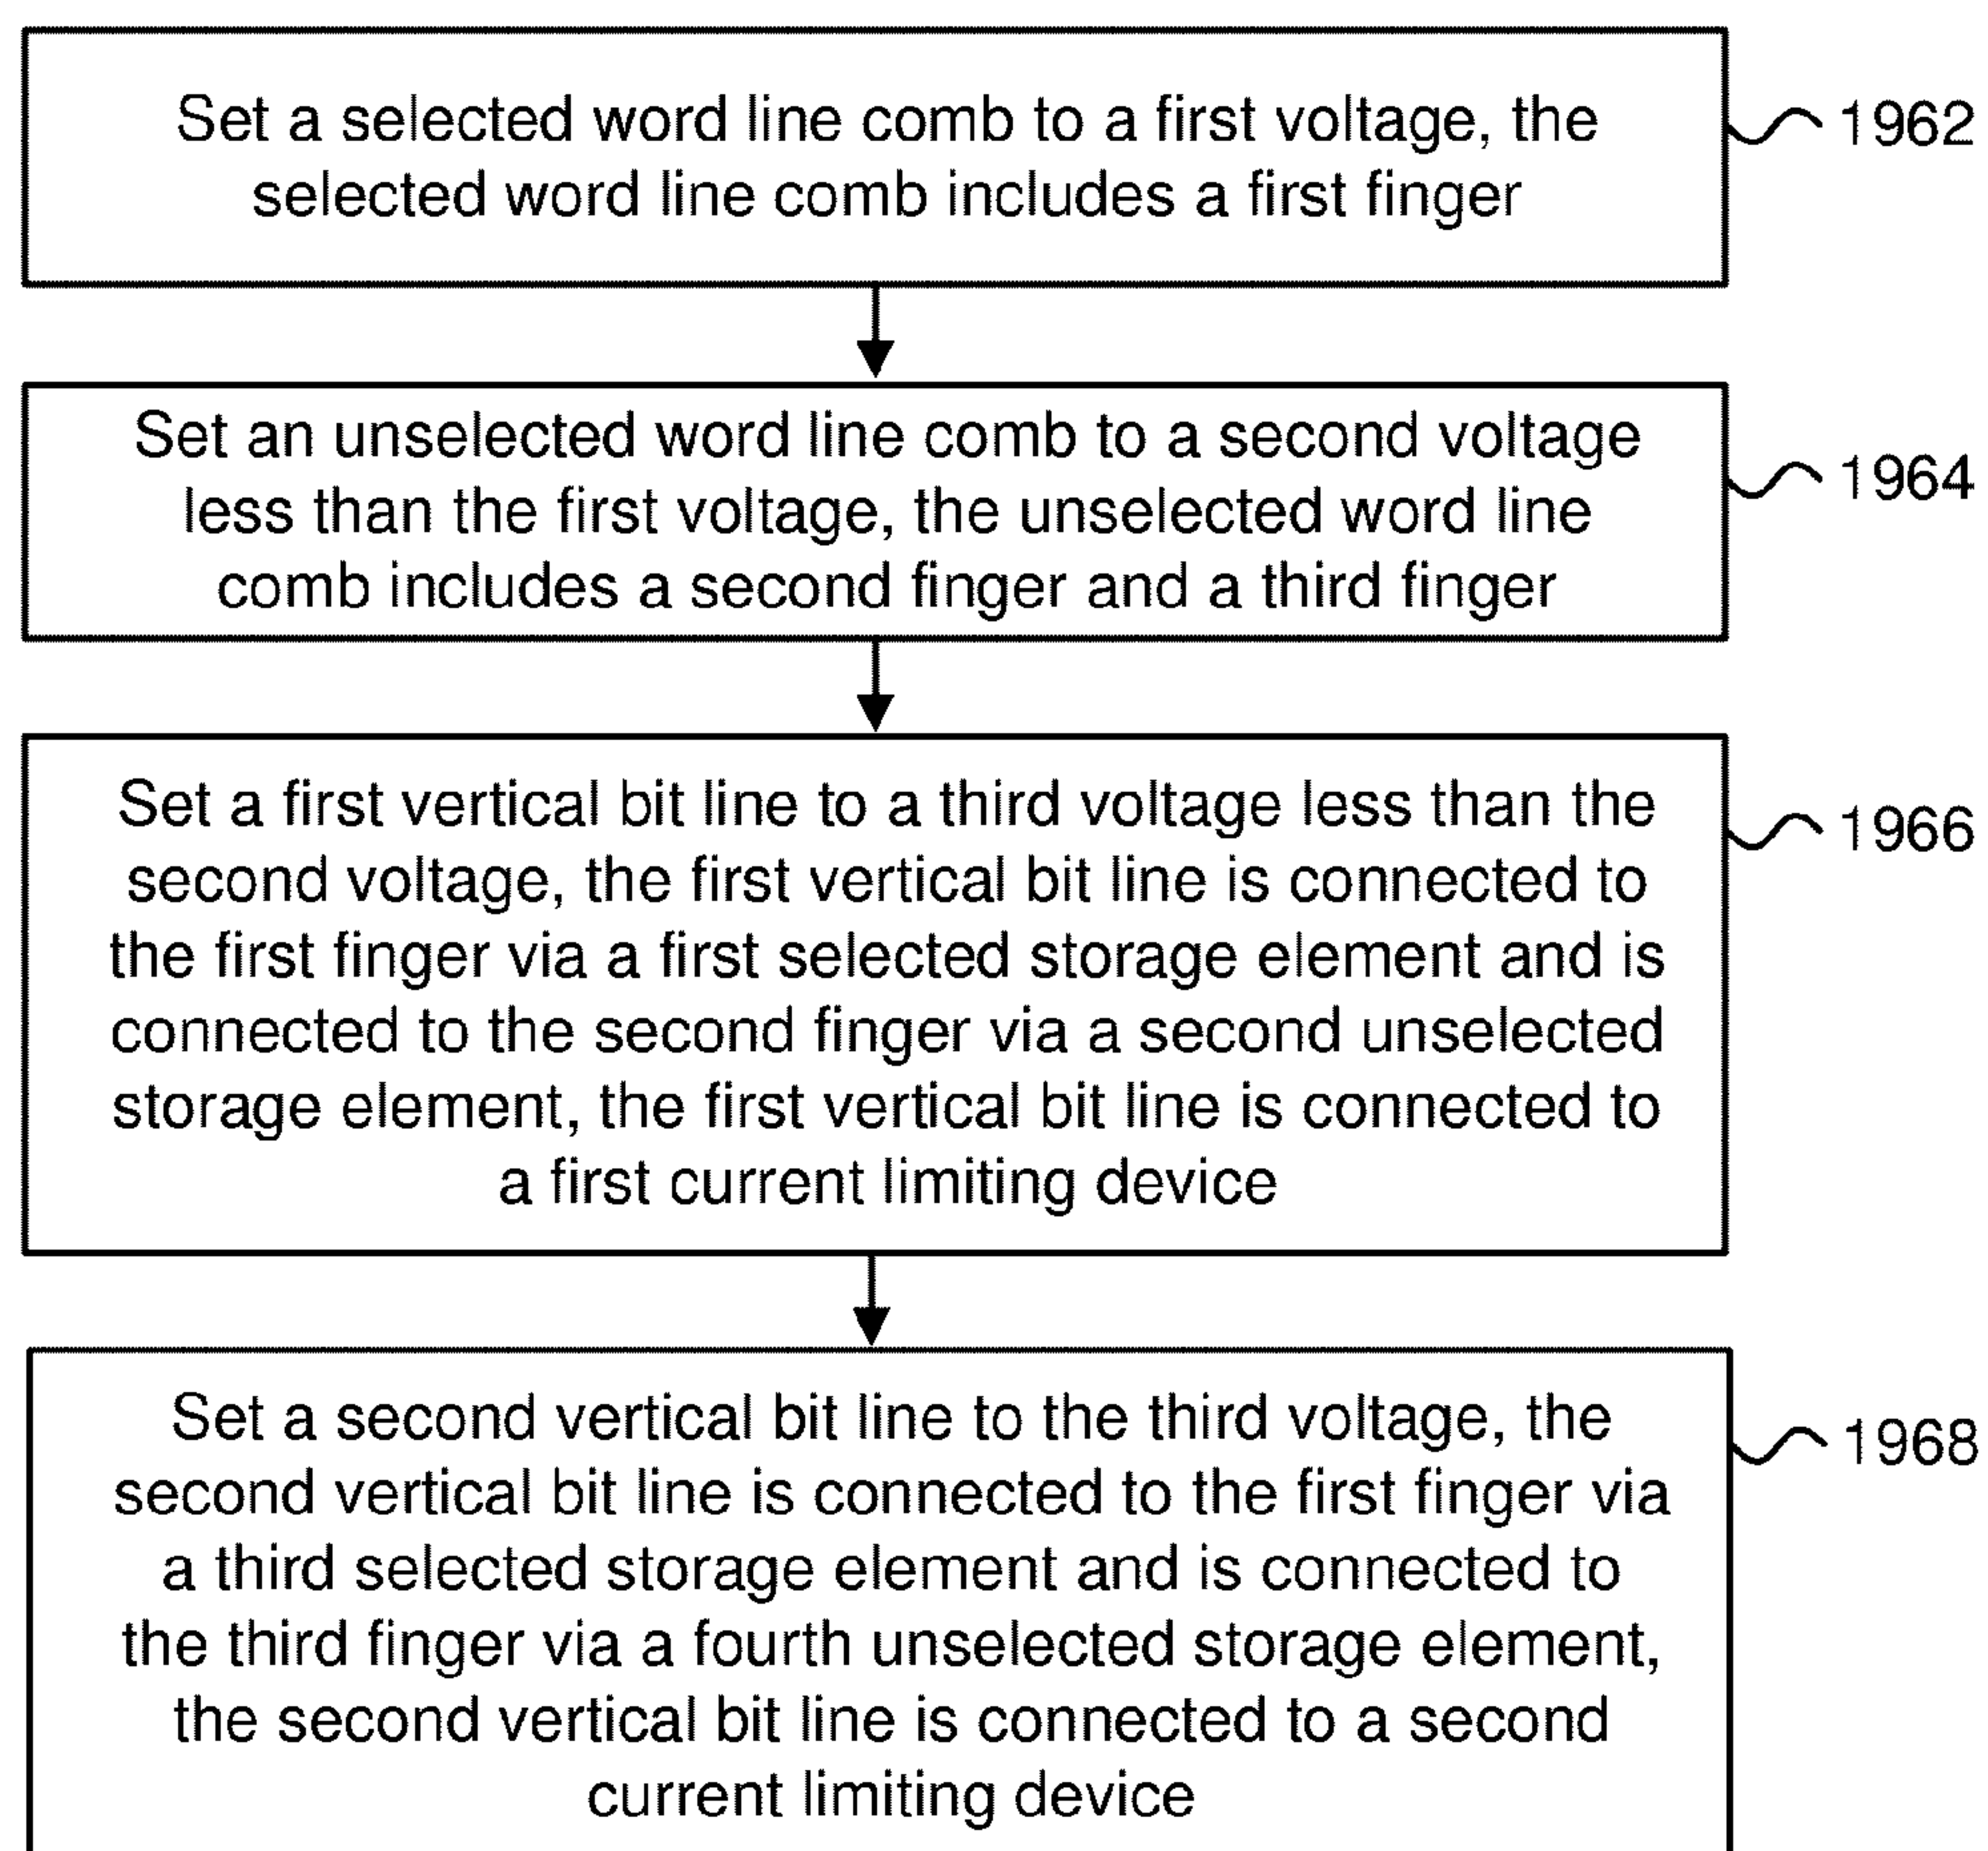 Set a selected word line comb to a first voltage, the
selected word line comb includes a first finger
1962
Set an unselected word line comb to a second voltage
less than the first voltage, the unselected word line
comb includes a second finger and a third finger
1964
Set a first vertical bit line to a third voltage less than the
second voltage, the first vertical bit line is connected to
the first finger via a first selected storage element and is
connected to the second finger via a second unselected
storage element, the first vertical bit line is connected to
a first current limiting device
1966
Set a second vertical bit line to the third voltage, the
second vertical bit line is connected to the first finger via
a third selected storage element and is connected to
the third finger via a fourth unselected storage element,
the second vertical bit line is connected to a second
current limiting device
1968